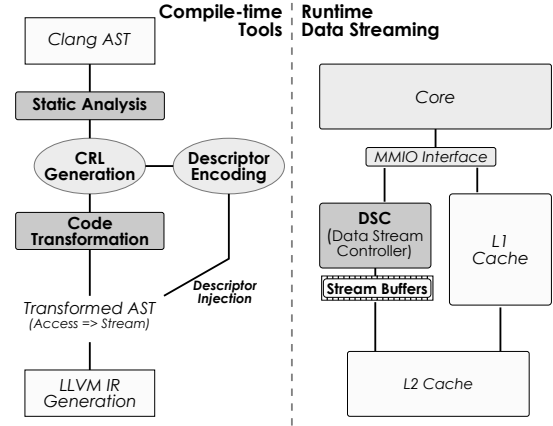 Compile-time
Tools
Clang AST
Static Analysis
CRL
Generation
Descriptor
Encoding
Code
Transformation
Descriptor
Injection
Transformed AST
(Access => Stream)
LLVM IR
Generation
Runtime
Data Streaming
Core
MMIO Interface
DSC
(Data Stream
Controller)
Stream Buffers
L1
Cache
L2 Cache